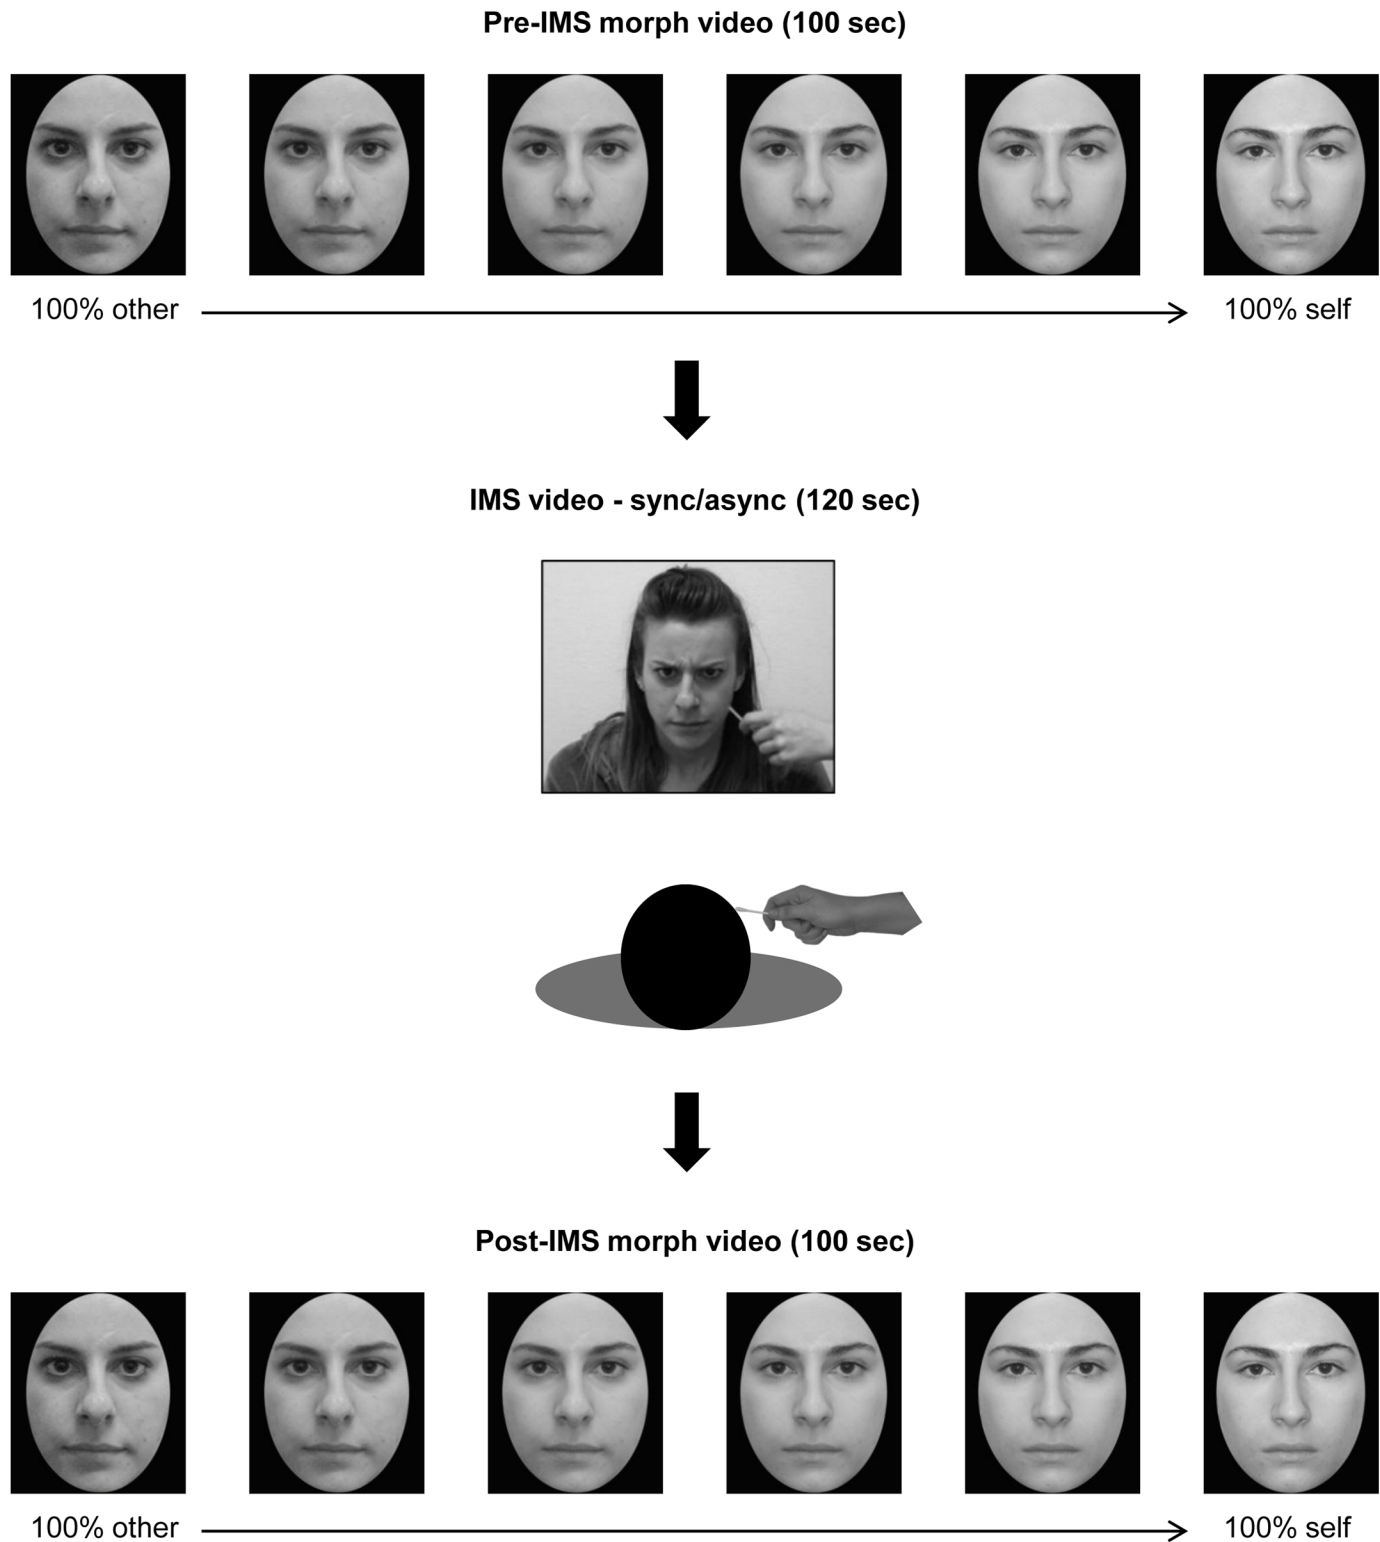 Pre-IMS morph video (100 sec)
100% other
100% self
IMS video - sync/async (120 sec)
Post-IMS morph video (100 sec)
100% other
100% self